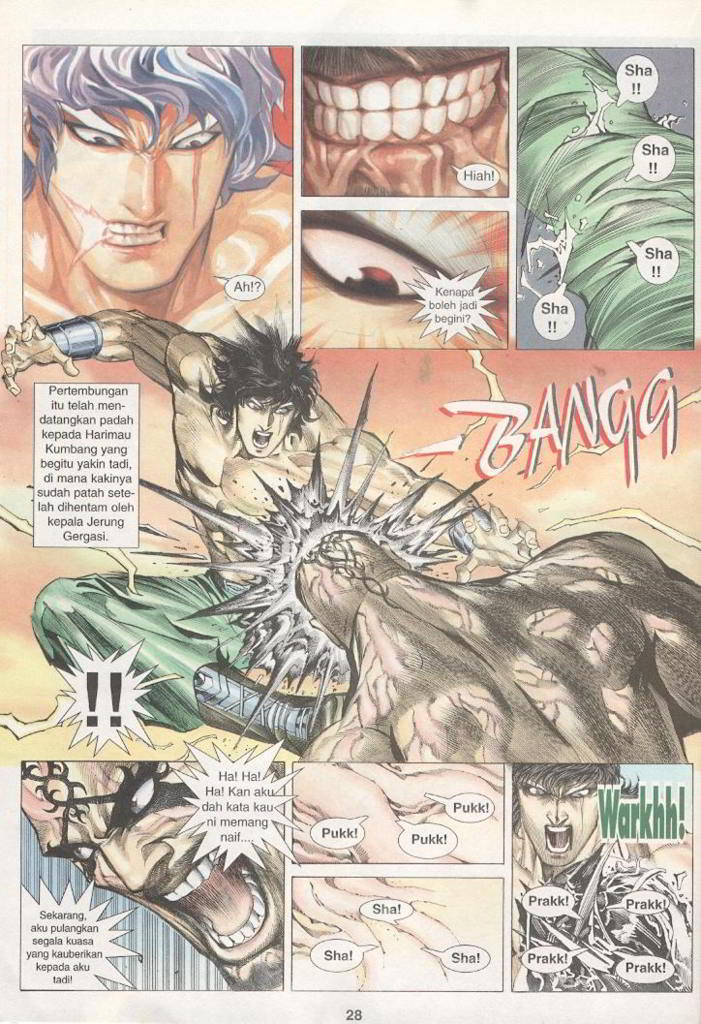 Ah!?
Hiah!
Kenapa
boleh jadi
begini?
Sha
!!
Sha
!!
Sha
!!
Sha
!!
Pertembungan
itu telah men-
datangkan padah
kepada Harimau
Kumbang yang
begitu yakin tadi,
di mana kakinya
sudah patah sete-
lah dihentam oleh
kepala Jerung
Gergasi.
BANGG
!!
Ha! Ha!
Ha! Kan aku
dah kata kau
ni memang
naif....
Sekarang,
aku pulangkan
segala kuasa
yang kauberikan
kepada aku
tadi!
Pukk!
Pukk!
Pukk!
Sha!
Sha!
Sha!
Warkhh!
Prakk!
Prakk!
Prakk!
Prakk!
28